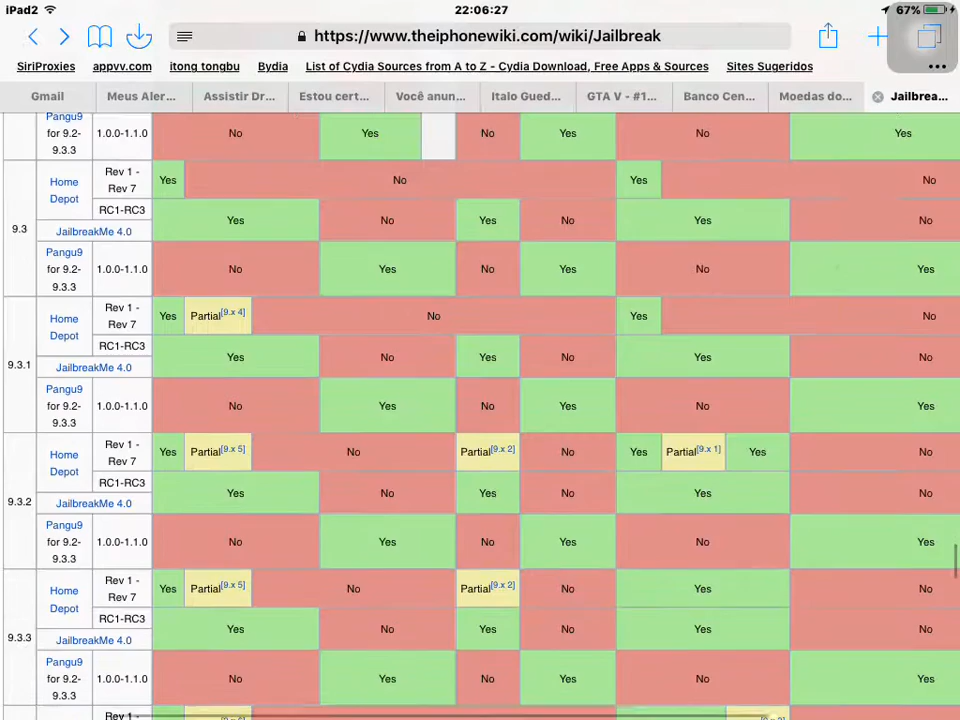 iPad2 22:06:27 67%
https://www.theiphonewiki.com/wiki/Jailbreak
SiriProxies appvv.com itong tongbu Bydia List of Cydia Sources from A to Z - Cydia Download, Free Apps & Sources Sites Sugeridos
Gmail Meus Aler... Assistir Dr... Estou cert... Você anun... Italo Gued... GTA V - #1... Banco Cen... Moedas do... Jailbrea...
Pangu9
for 9.2-
9.3.3
1.0.0-1.1.0 No Yes No Yes No Yes
9.3
Home
Depot
Rev 1 -
Rev 7
Yes No Yes No
RC1-RC3
JailbreakMe 4.0
Yes No Yes No Yes No
Pangu9
for 9.2-
9.3.3
1.0.0-1.1.0 No Yes No Yes No Yes
9.3.1
Home
Depot
Rev 1 -
Rev 7
Yes Partial[9.x 4] No Yes No
RC1-RC3
JailbreakMe 4.0
Yes No Yes No Yes No
Pangu9
for 9.2-
9.3.3
1.0.0-1.1.0 No Yes No Yes No Yes
9.3.2
Home
Depot
Rev 1 -
Rev 7
Yes Partial[9.x 5] No Partial[9.x 2] No Yes Partial[9.x 1] Yes No
RC1-RC3
JailbreakMe 4.0
Yes No Yes No Yes No
Pangu9
for 9.2-
9.3.3
1.0.0-1.1.0 No Yes No Yes No Yes
9.3.3
Home
Depot
Rev 1 -
Rev 7
Yes Partial[9.x 5] No Partial[9.x 2] No Yes No
RC1-RC3
JailbreakMe 4.0
Yes No Yes No Yes No
Pangu9
for 9.2-
9.3.3
1.0.0-1.1.0 No Yes No Yes No Yes
Rev 1 -